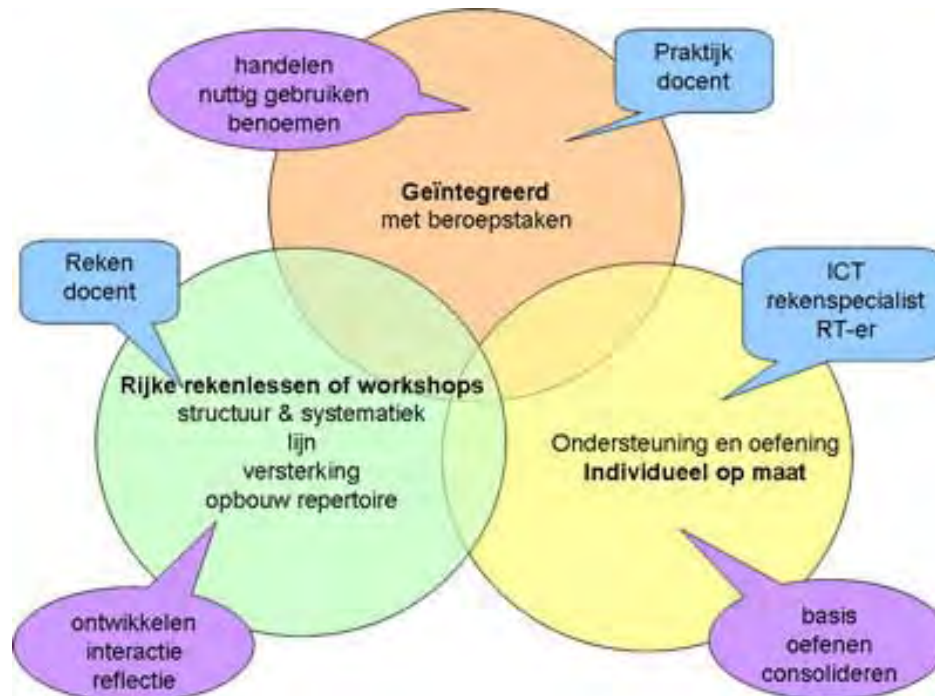 handelen
nuttig gebruiken
benoemen
Praktijk
docent
Geïntegreerd
met beroepstaken
Reken
docent
ICT
rekenspecialist
RT-er
Rijke rekenlessen of workshops
structuur & systematiek
lijn
versterking
opbouw repertoire
Ondersteuning en oefening
Individueel op maat
ontwikkelen
interactie
reflectie
basis
oefenen
consolideren